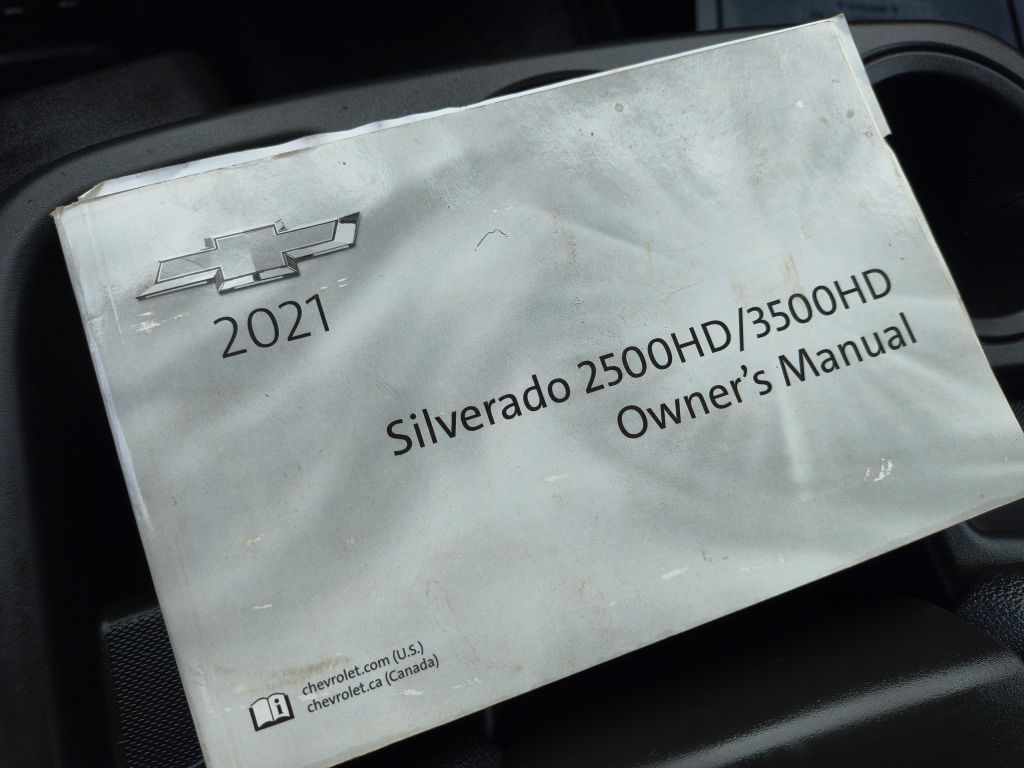 2021
Silverado 2500HD/3500HD
Owner's Manual
chevrolet.com (U.S.)
chevrolet.ca (Canada)